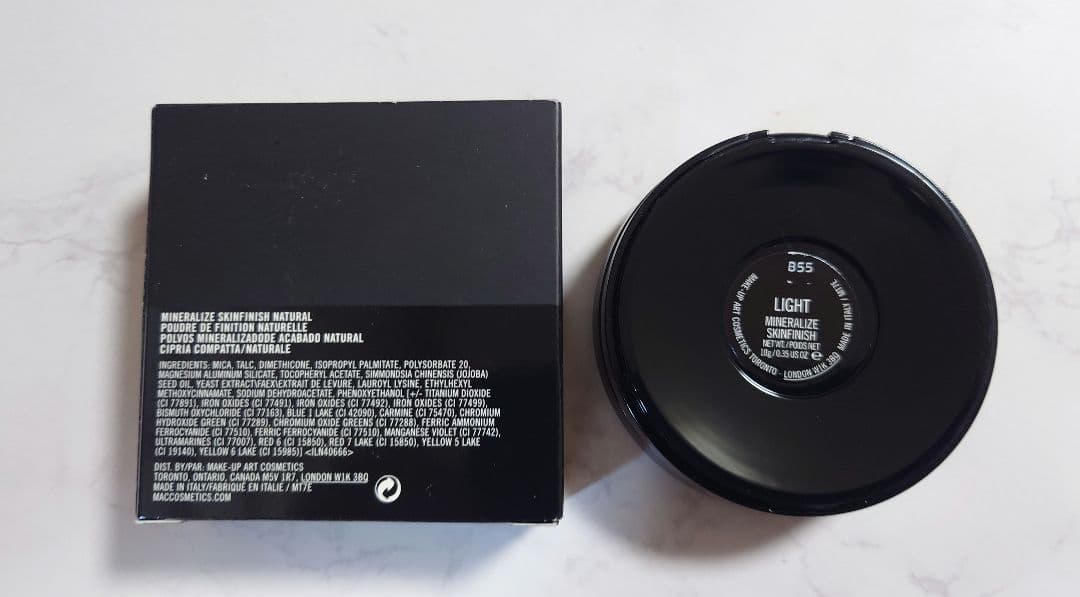 MINERALIZE SKINFINISH NATURAL
POUDRE DE FINITION NATURELLE
POLVOS MINERALIZADODE ACABADO NATURAL
CIPRIA COMPATTA/NATURALE
INGREDIENTS: MICA, TALC, DIMETHICONE, ISOPROPYL PALMITATE, POLYSORBATE 20,
MAGNESIUM ALUMINUM SILICATE, TOCOPHERYL ACETATE, SIMMONDSIA CHINENSIS (JOJOBA)
SEED OIL, YEAST EXTRACT\FAEX\EXTRAIT DE LEVURE, LAUROYL LYSINE, ETHYLHEXYL
METHOXYCINNAMATE, SODIUM DEHYDROACETATE, PHENOXYETHANOL [+/- TITANIUM DIOXIDE
(CI 77891), IRON OXIDES (CI 77491), IRON OXIDES (CI 77492), IRON OXIDES (CI 77499),
BISMUTH OXYCHLORIDE (CI 77163), BLUE 1 LAKE (CI 42090), CARMINE (CI 75470), CHROMIUM
HYDROXIDE GREEN (CI 77289), CHROMIUM OXIDE GREENS (CI 77288), FERRIC AMMONIUM
FERROCYANIDE (CI 77510), FERRIC FERROCYANIDE (CI 77510), MANGANESE VIOLET (CI 77742),
ULTRAMARINES (CI 77007), RED 6 (CI 15850), RED 7 LAKE (CI 15850), YELLOW 5 LAKE
(CI 19140), YELLOW 6 LAKE (CI 15985)] <ILN40666>
DIST. BY/PAR: MAKE-UP ART COSMETICS
TORONTO, ONTARIO, CANADA M5V 1R7, LONDON W1K 3BQ
MADE IN ITALY/FABRIQUÉ EN ITALIE / MT7E
MACCOSMETICS.COM
855
LIGHT
MINERALIZE
SKINFINISH
NET WT./POIDS NET
10g/0.35 US OZ e
MAKE-UP ART COSMETICS TORONTO - LONDON W1K 3BQ MADE IN ITALY / MT7E